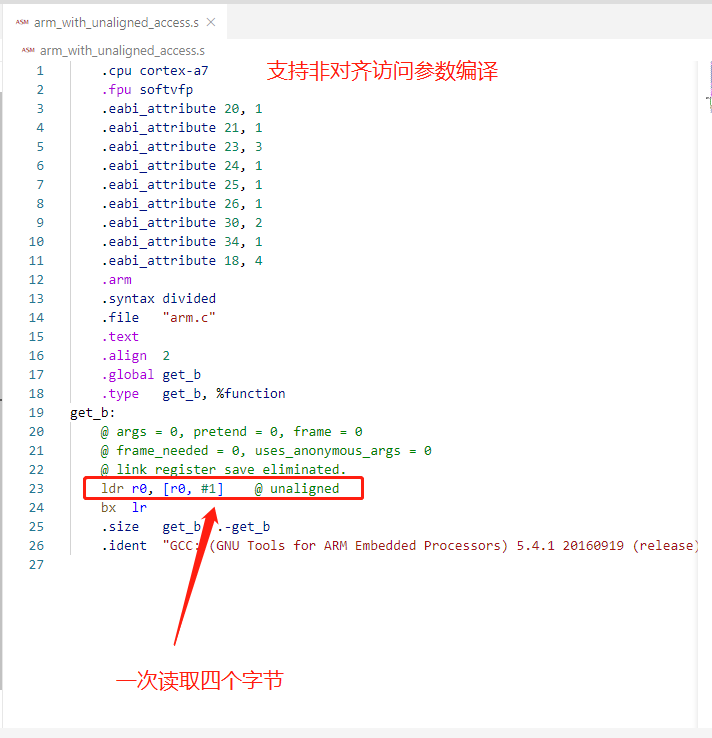 ASM arm_with_unaligned_access.s ×
ASM arm_with_unaligned_access.s
支持非对齐访问参数编译
1 .cpu cortex-a7
2 .fpu softvfp
3 .eabi_attribute 20, 1
4 .eabi_attribute 21, 1
5 .eabi_attribute 23, 3
6 .eabi_attribute 24, 1
7 .eabi_attribute 25, 1
8 .eabi_attribute 26, 1
9 .eabi_attribute 30, 2
10 .eabi_attribute 34, 1
11 .eabi_attribute 18, 4
12 .arm
13 .syntax divided
14 .file "arm.c"
15 .text
16 .align 2
17 .global get_b
18 .type get_b, %function
19 get_b:
20 @ args = 0, pretend = 0, frame = 0
21 @ frame_needed = 0, uses_anonymous_args = 0
22 @ link register save eliminated.
23 ldr r0, [r0, #1] @ unaligned
24 bx lr
25 .size get_b, .-get_b
26 .ident "GCC: (GNU Tools for ARM Embedded Processors) 5.4.1 20160919 (release)
27
一次读取四个字节